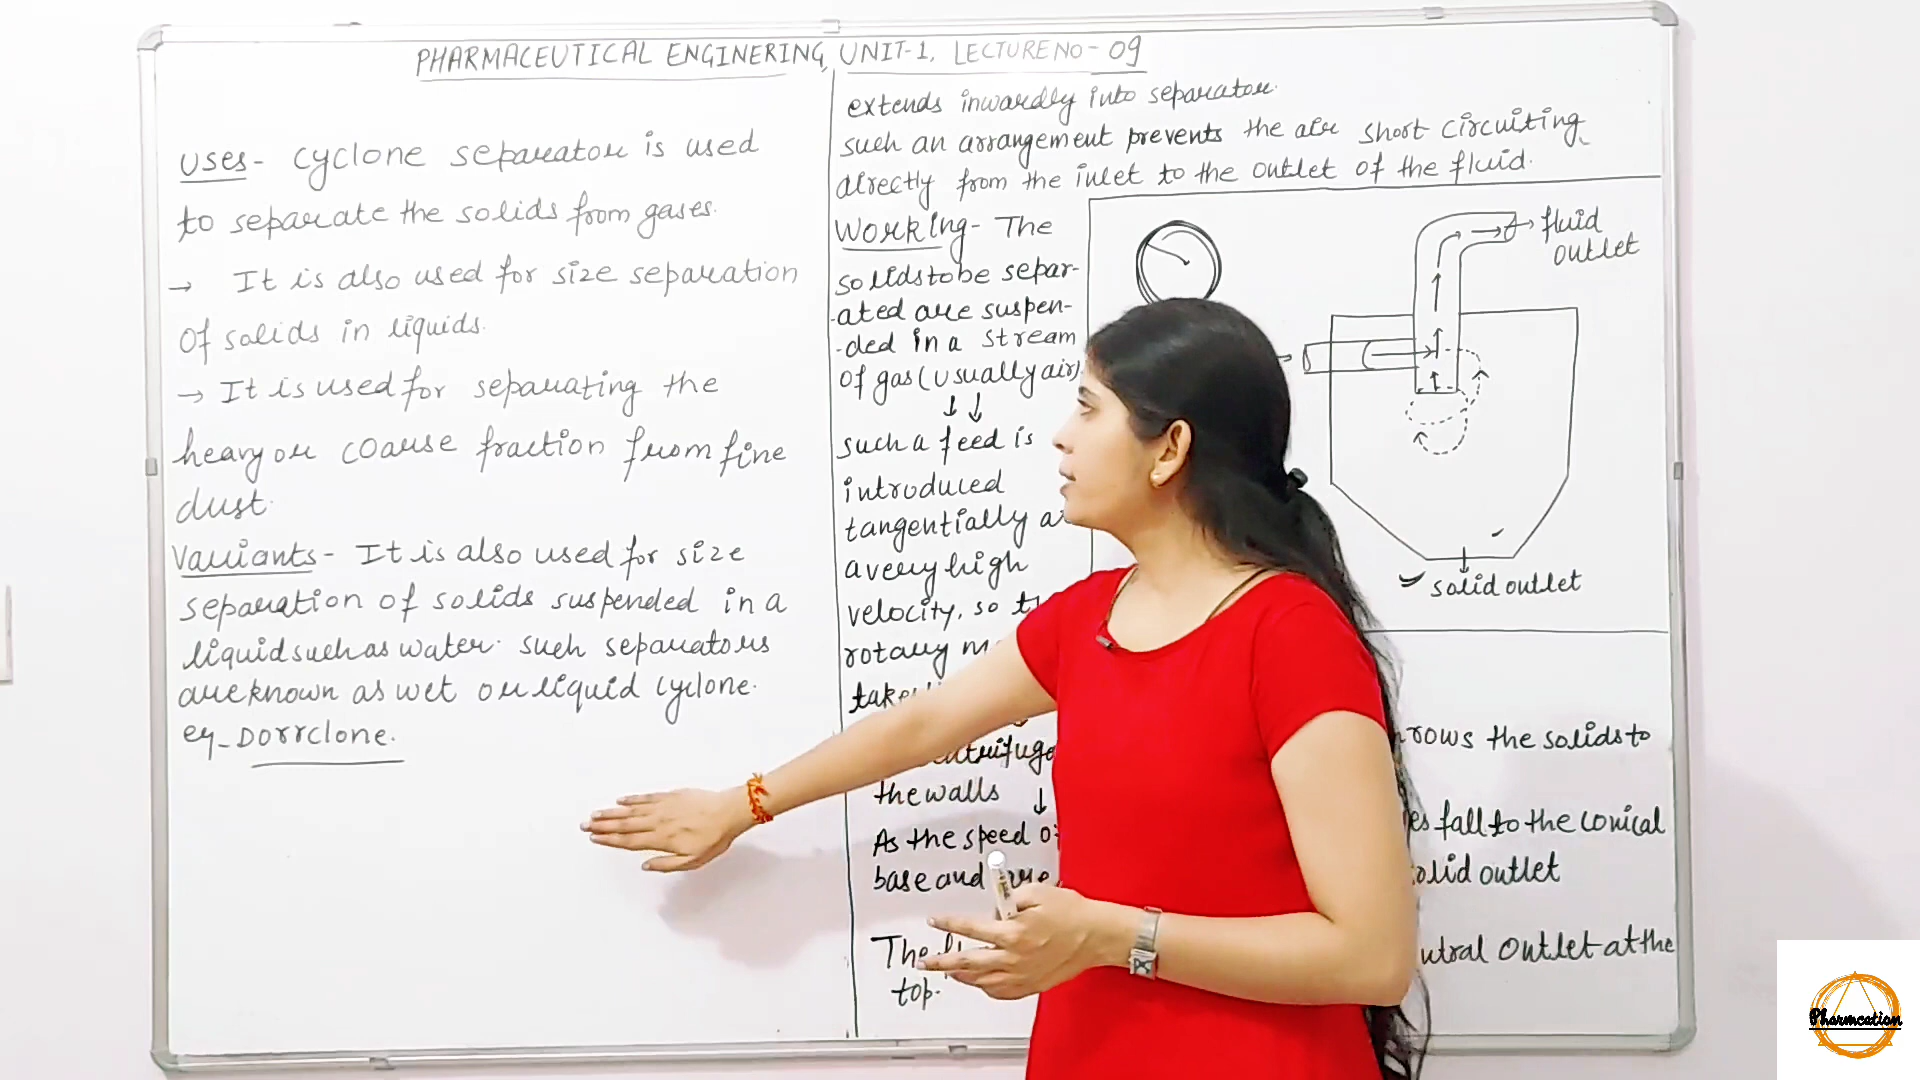 PHARMACEUTICAL ENGINERING, UNIT-1, LECTURE NO - 09
Uses - Cyclone separator is used
to separate the solids from gases.
→ It is also used for size separation
Of solids in liquids.
→ It is used for separating the
heavy or coarse fraction from fine
dust.
Variants - It is also used for size
separation of solids suspended in a
liquid such as water. such separators
are known as wet or liquid cyclone.
eg - Dorrclone.
extends inwardly into separator.
such an arrangement prevents the air short circuiting
directly from the inlet to the outlet of the fluid.
Working - The
solids to be separ-
-ated are suspen-
-ded in a stream
of gas (usually air)
such a feed is
introduced
tangentially
a very high
velocity, so
rotary
the walls
As the speed
base and
The
top.
fluid
outlet
solid outlet
the solids to
fall to the conical
outlet
outlet at the
Pharmcation